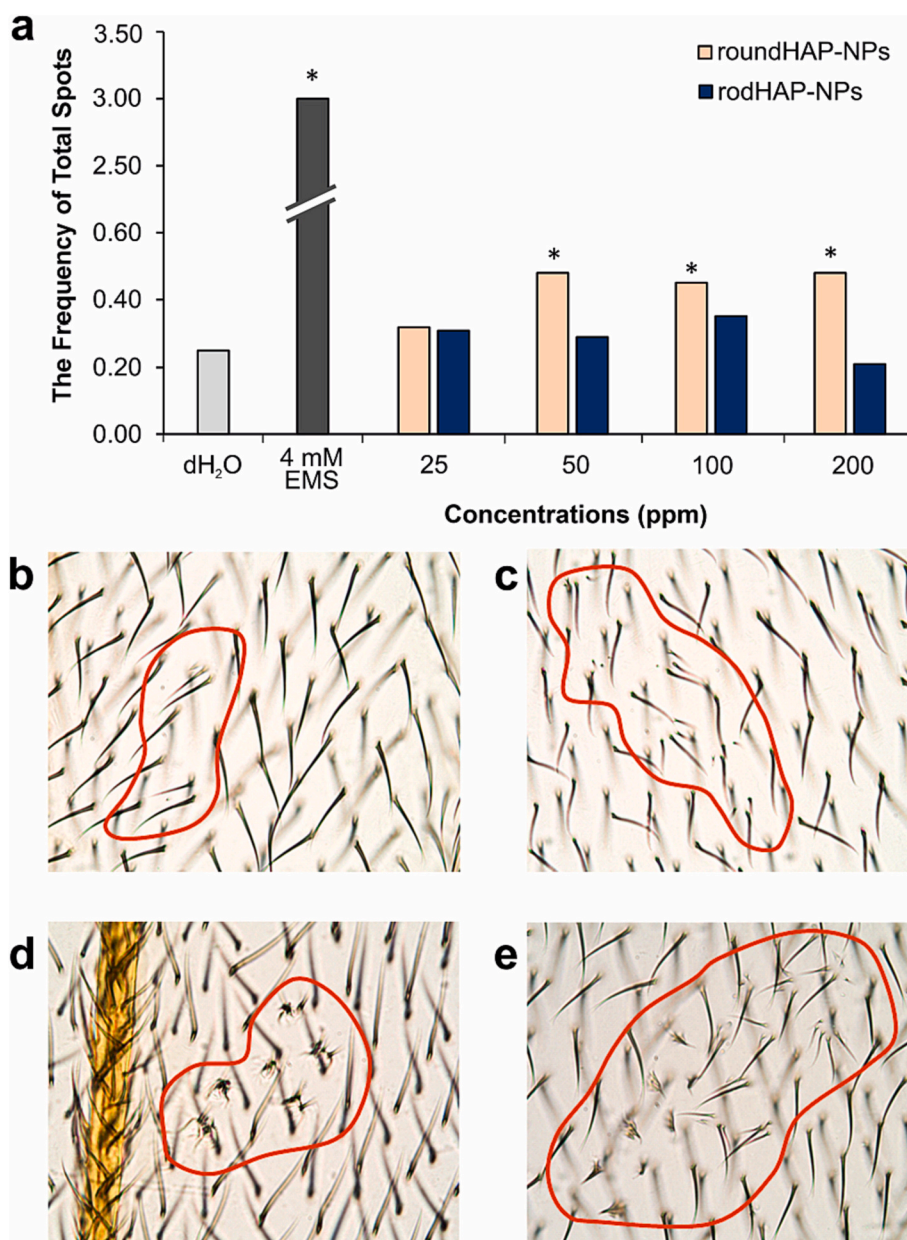 a
The Frequency of Total Spots
3.50
3.00
2.50
0.60
0.40
0.20
0.00
*
*
*
*
roundHAP-NPs
rodHAP-NPs
dH₂O
4 mM
EMS
25
50
100
200
Concentrations (ppm)
b
c
d
e